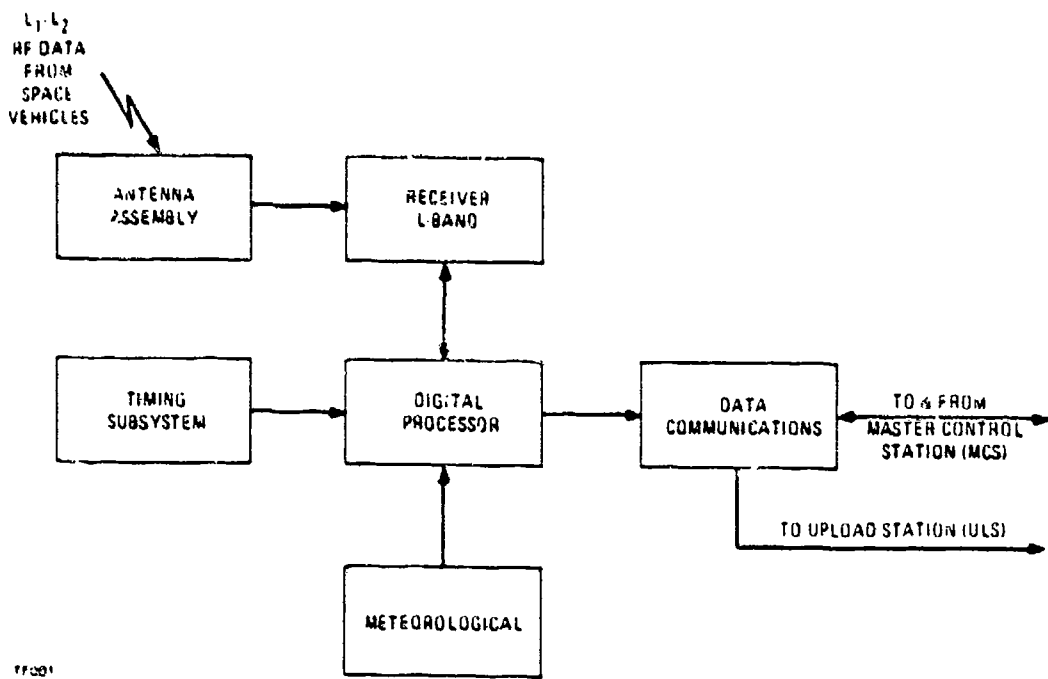 L1-L2
RF DATA
FROM
SPACE
VEHICLES
ANTENNA
ASSEMBLY
RECEIVER
L-BAND
TIMING
SUBSYSTEM
DIGITAL
PROCESSOR
DATA
COMMUNICATIONS
TO & FROM
MASTER CONTROL
STATION (MCS)
TO UPLOAD STATION (ULS)
METEOROLOGICAL